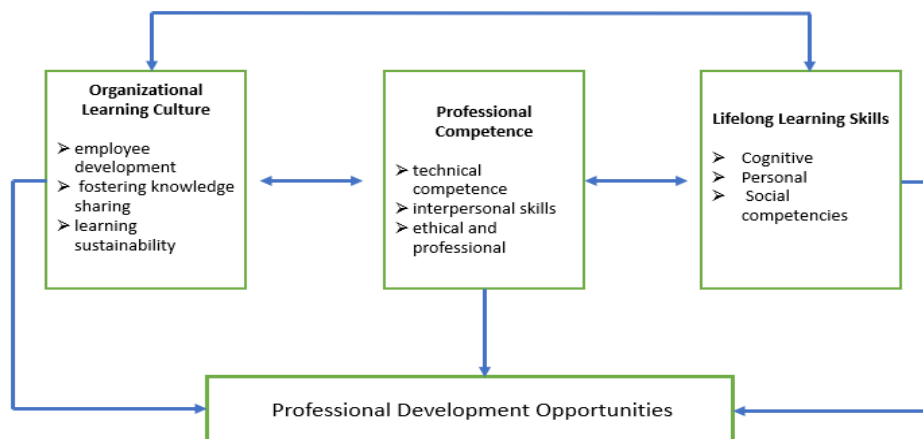 Organizational
Learning Culture
➢ employee
development
➢ fostering knowledge
sharing
➢ learning
sustainability
Professional
Competence
➢ technical
competence
➢ interpersonal skills
➢ ethical and
professional
Lifelong Learning Skills
➢ Cognitive
➢ Personal
➢ Social
competencies
Professional Development Opportunities